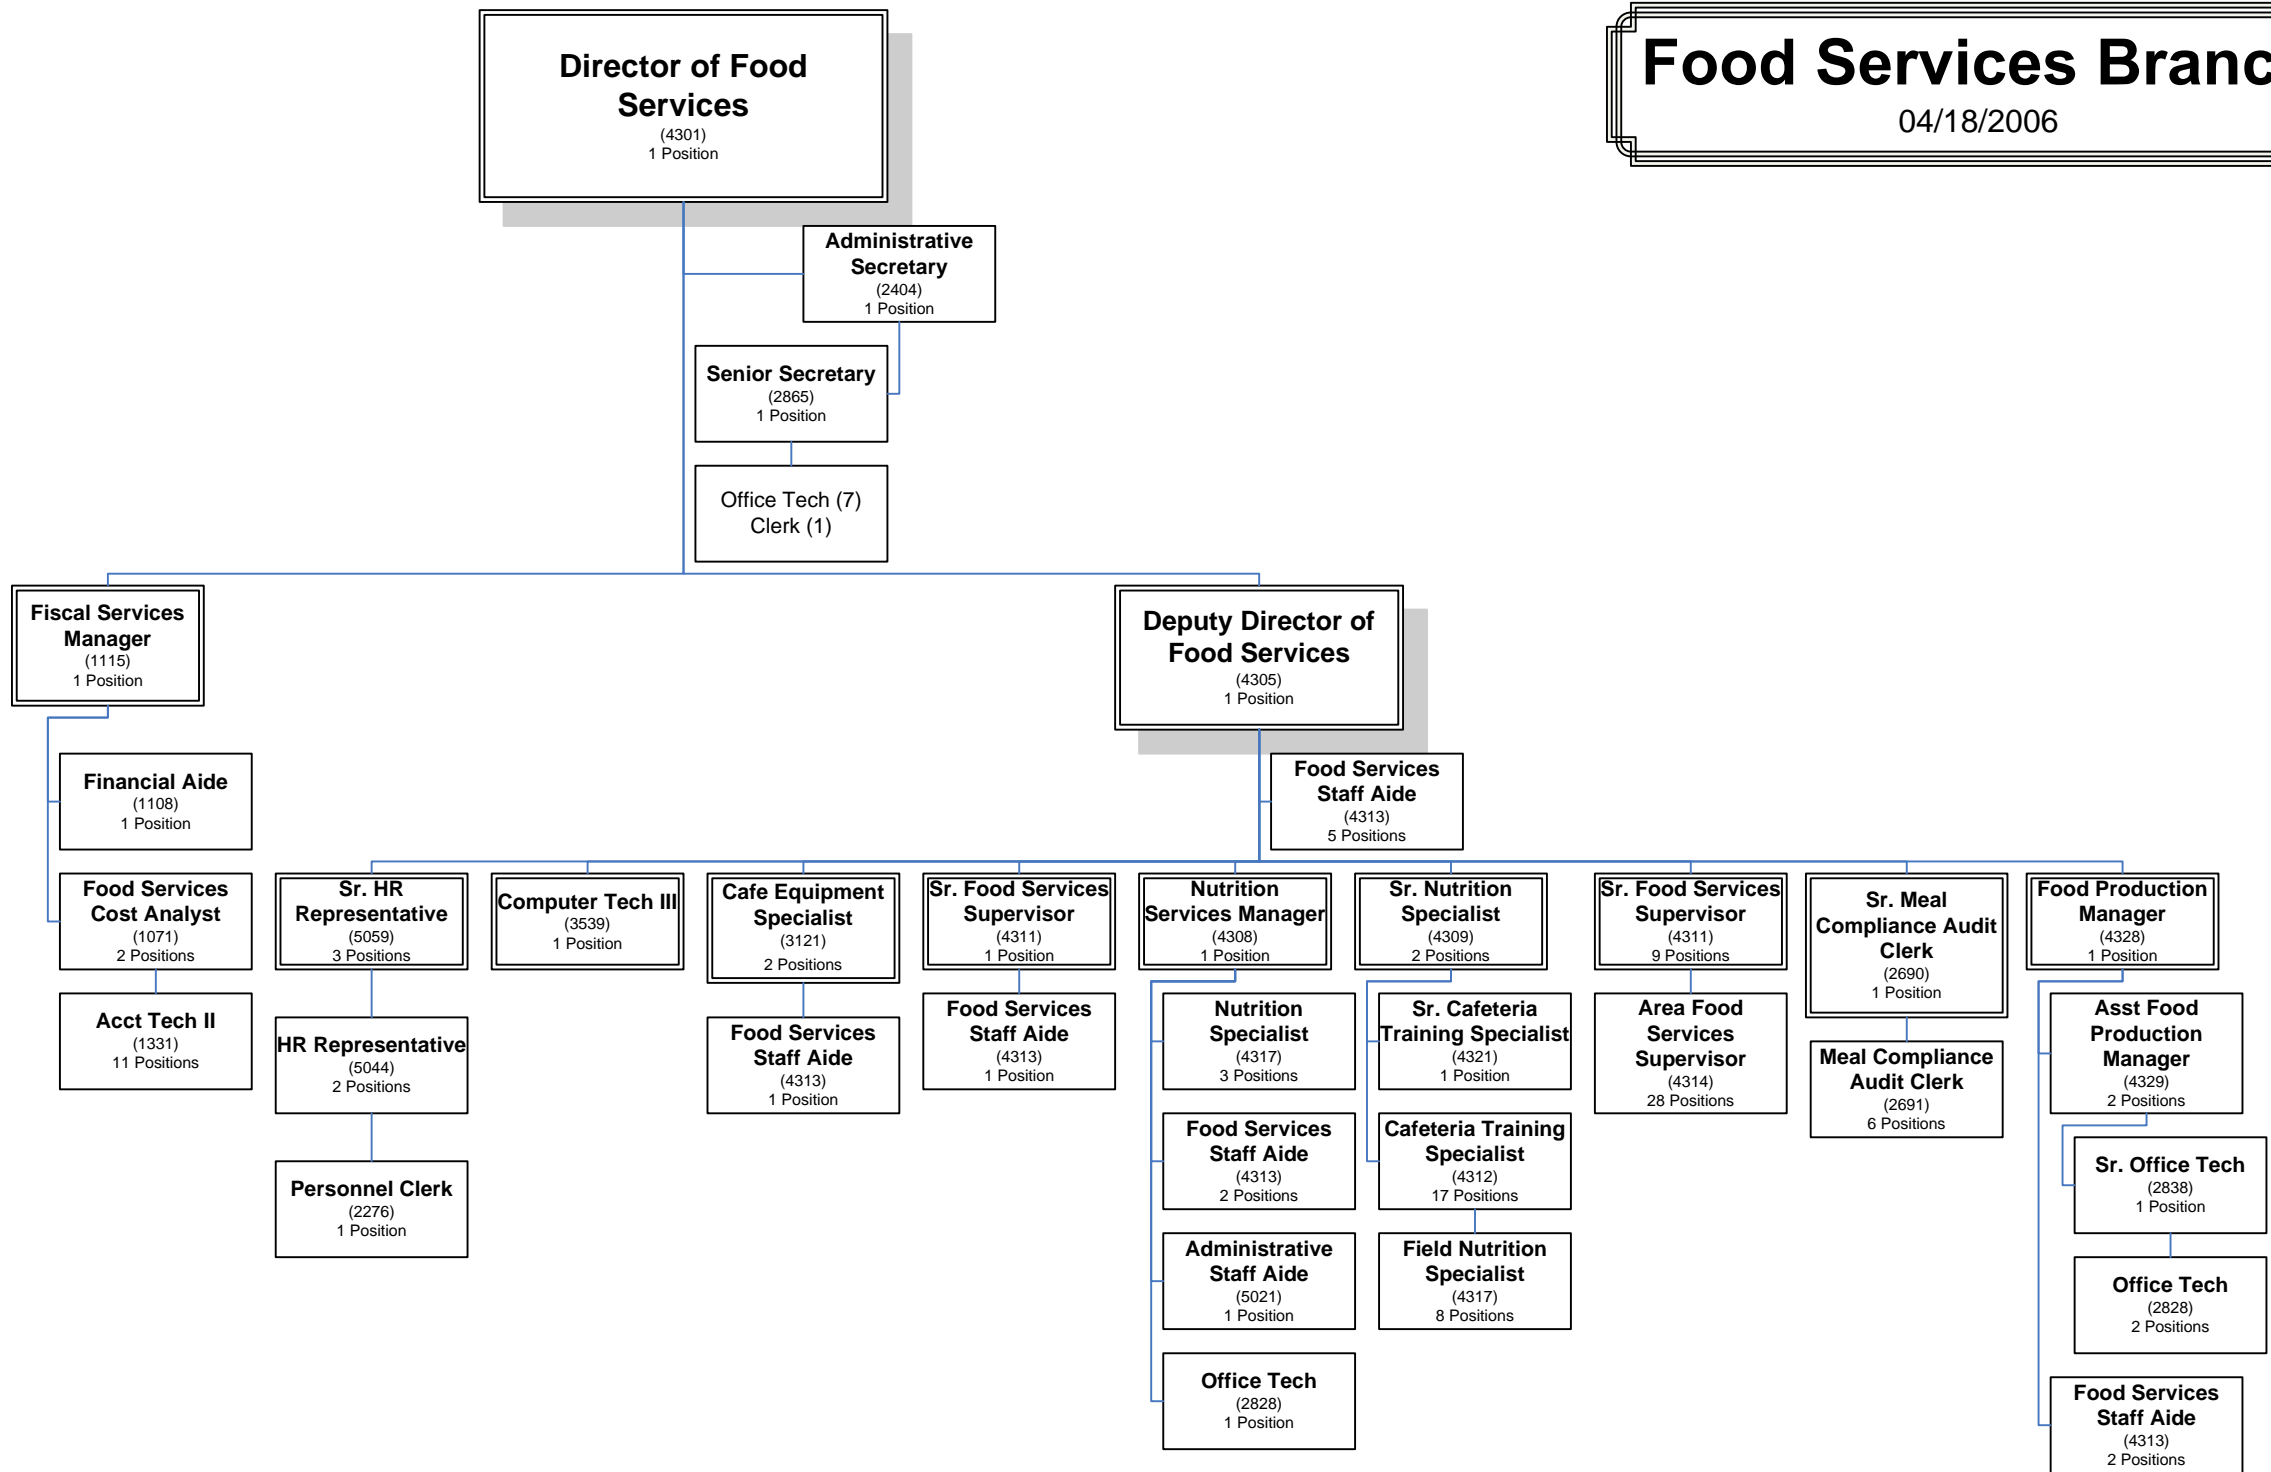 Food Services Branc
04/18/2006
Director of Food
Services
(4301)
1 Position
Administrative
Secretary
(2404)
1 Position
Senior Secretary
(2865)
1 Position
Office Tech (7)
Clerk (1)
Fiscal Services
Manager
(1115)
1 Position
Deputy Director of
Food Services
(4305)
1 Position
Financial Aide
(1108)
1 Position
Food Services
Staff Aide
(4313)
5 Positions
Food Services
Cost Analyst
(1071)
2 Positions
Acct Tech II
(1331)
11 Positions
Sr. HR
Representative
(5059)
3 Positions
HR Representative
(5044)
2 Positions
Personnel Clerk
(2276)
1 Position
Computer Tech III
(3539)
1 Position
Cafe Equipment
Specialist
(3121)
2 Positions
Food Services
Staff Aide
(4313)
1 Position
Sr. Food Services
Supervisor
(4311)
1 Position
Food Services
Staff Aide
(4313)
1 Position
Nutrition
Services Manager
(4308)
1 Position
Nutrition
Specialist
(4317)
3 Positions
Food Services
Staff Aide
(4313)
2 Positions
Administrative
Staff Aide
(5021)
1 Position
Office Tech
(2828)
1 Position
Sr. Nutrition
Specialist
(4309)
2 Positions
Sr. Cafeteria
Training Specialist
(4321)
1 Position
Cafeteria Training
Specialist
(4312)
17 Positions
Field Nutrition
Specialist
(4317)
8 Positions
Sr. Food Services
Supervisor
(4311)
9 Positions
Area Food
Services
Supervisor
(4314)
28 Positions
Sr. Meal
Compliance Audit
Clerk
(2690)
1 Position
Meal Compliance
Audit Clerk
(2691)
6 Positions
Food Production
Manager
(4328)
1 Position
Asst Food
Production
Manager
(4329)
2 Positions
Sr. Office Tech
(2838)
1 Position
Office Tech
(2828)
2 Positions
Food Services
Staff Aide
(4313)
2 Positions